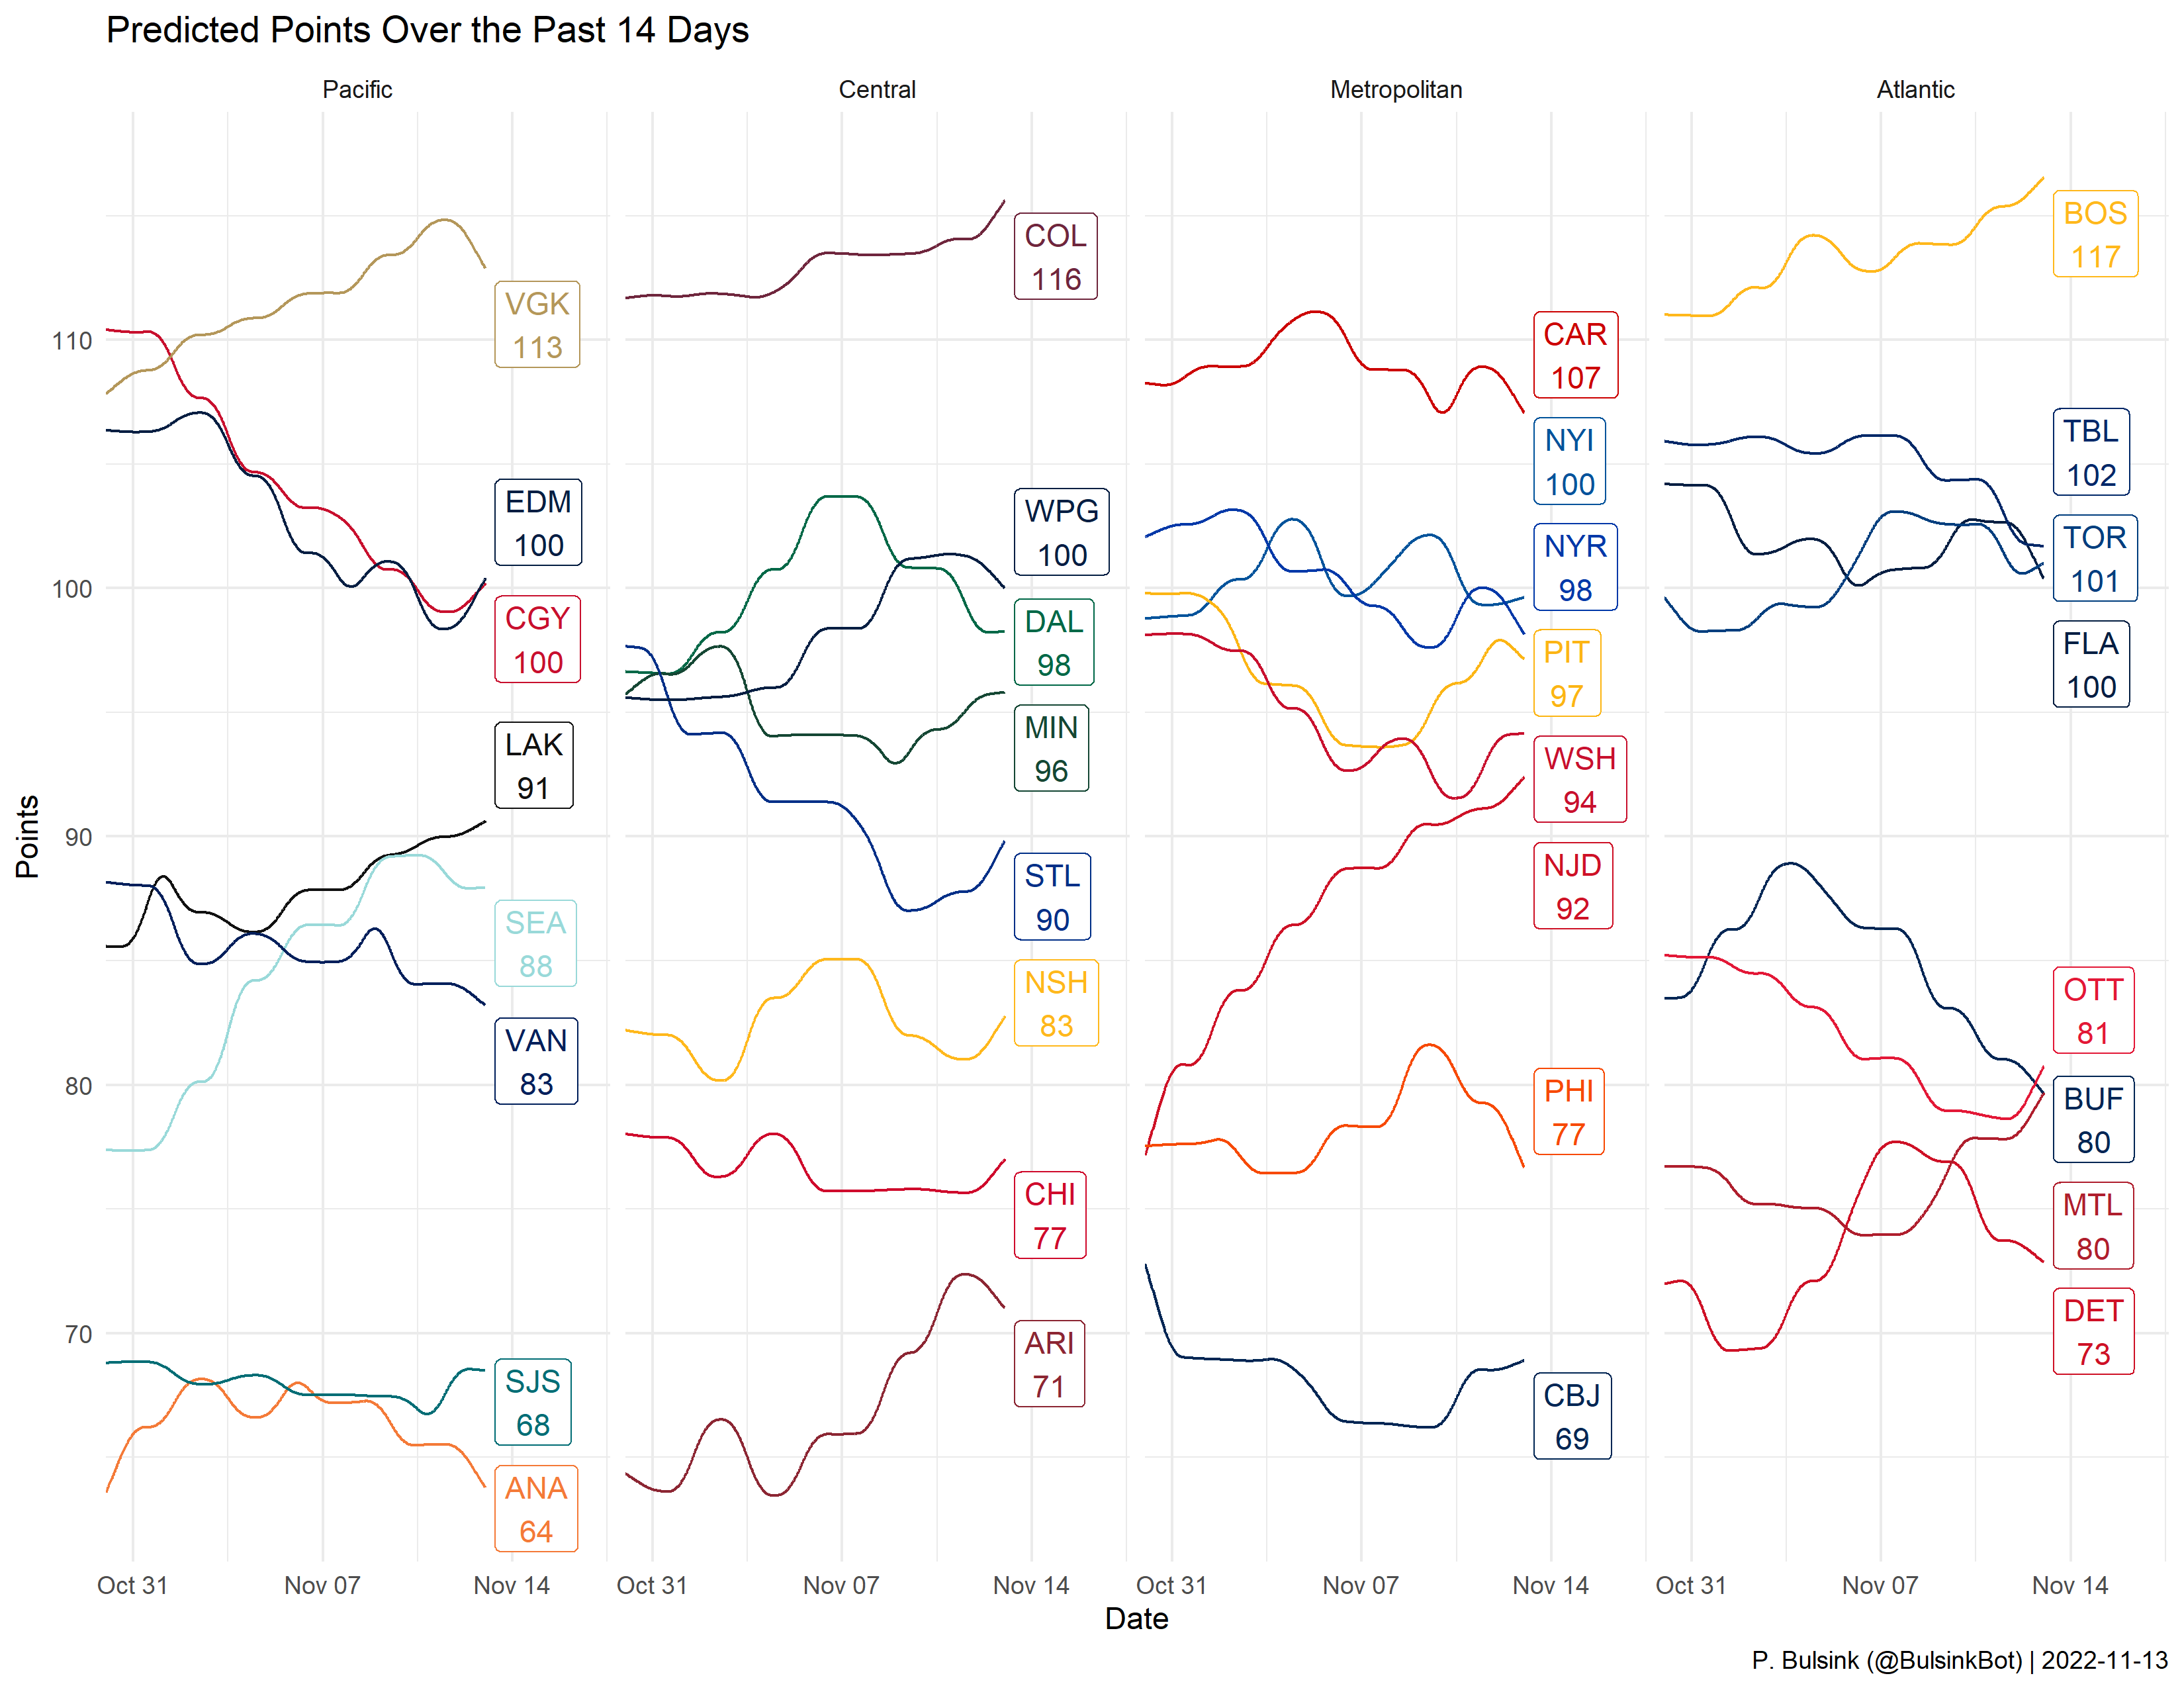 Predicted Points Over the Past 14 Days
Pacific
Central
Metropolitan
Atlantic
Points
110
100
90
80
70
VGK
113
EDM
100
CGY
100
LAK
91
SEA
88
VAN
83
SJS
68
ANA
64
COL
116
WPG
100
DAL
98
MIN
96
STL
90
NSH
83
CHI
77
ARI
71
CAR
107
NYI
100
NYR
98
PIT
97
WSH
94
NJD
92
PHI
77
CBJ
69
BOS
117
TBL
102
TOR
101
FLA
100
OTT
81
BUF
80
MTL
80
DET
73
Oct 31 Nov 07 Nov 14
Oct 31 Nov 07 Nov 14
Oct 31 Nov 07 Nov 14
Oct 31 Nov 07 Nov 14
Date
P. Bulsink (@BulsinkBot) | 2022-11-13